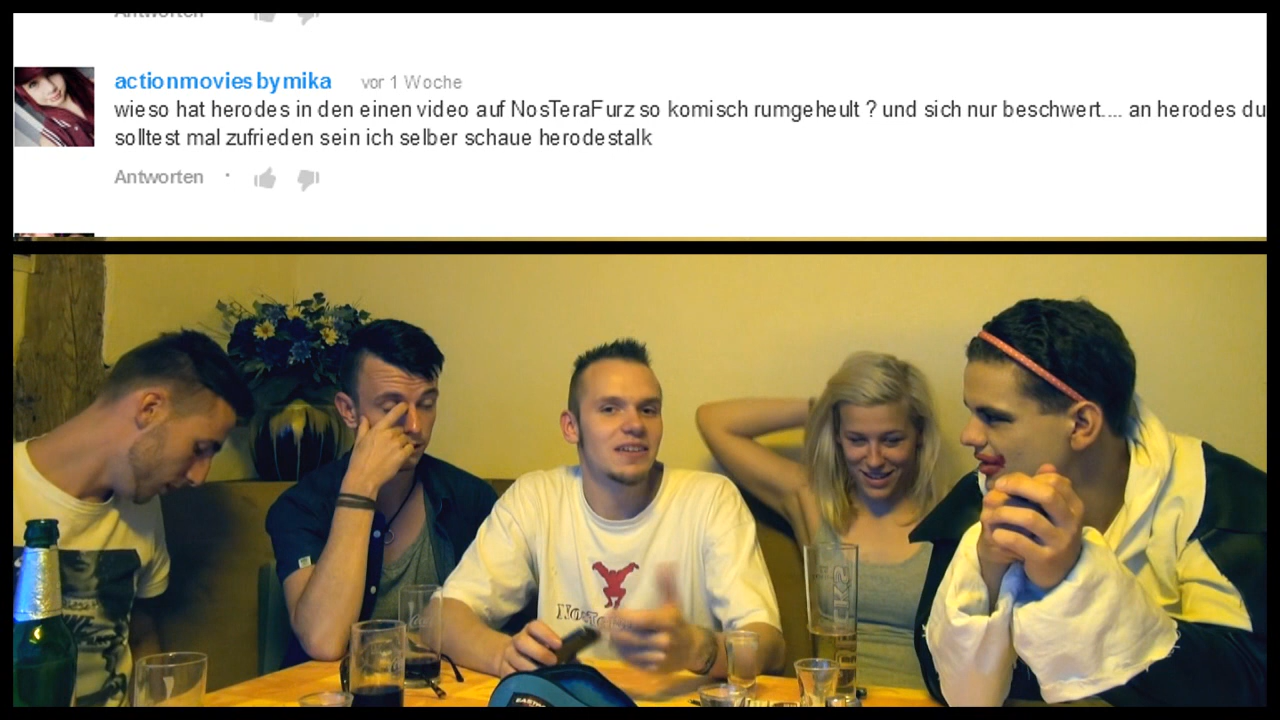 Antworten
actionmoviesbymika vor 1 Woche
wieso hat herodes in den einen video auf NosTeraFurz so komisch rumgeheult ? und sich nur beschwert.... an herodes du
solltest mal zufrieden sein ich selber schaue herodestalk
Antworten ·